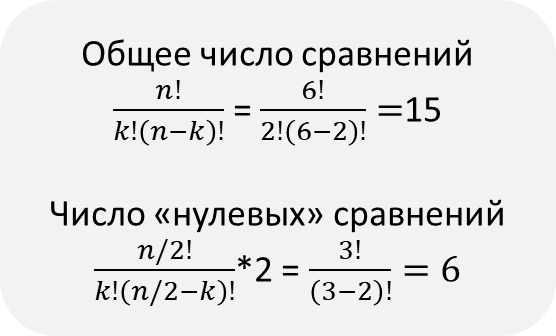 Общее число сравнений
n!/k!(n−k)! = 6!/2!(6−2)! =15
Число «нулевых» сравнений
n/2!/k!(n/2−k)! *2 = 3!/(3−2)! = 6